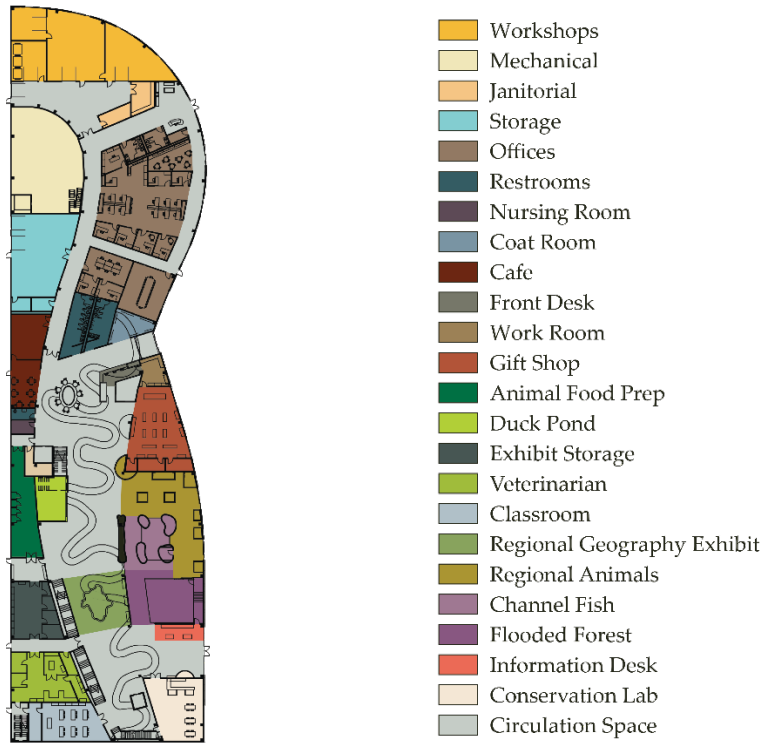 Workshops
Mechanical
Janitorial
Storage
Offices
Restrooms
Nursing Room
Coat Room
Cafe
Front Desk
Work Room
Gift Shop
Animal Food Prep
Duck Pond
Exhibit Storage
Veterinarian
Classroom
Regional Geography Exhibit
Regional Animals
Channel Fish
Flooded Forest
Information Desk
Conservation Lab
Circulation Space